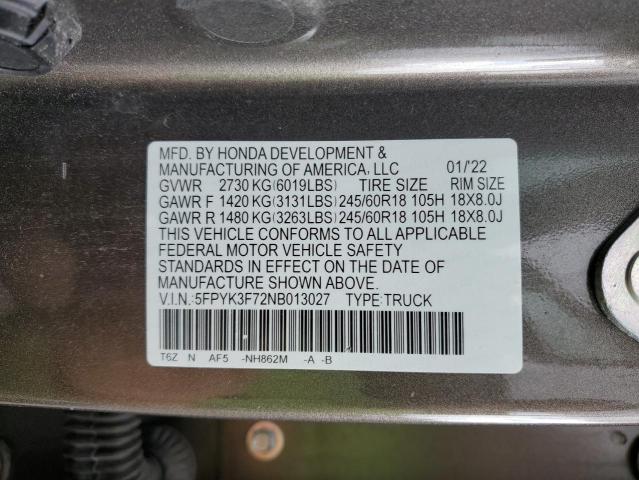 MFD. BY HONDA DEVELOPMENT &
MANUFACTURING OF AMERICA, LLC 01/'22
GVWR 2730 KG(6019LBS) TIRE SIZE RIM SIZE
GAWR F 1420 KG(3131LBS) 245/60R18 105H 18X8.0J
GAWR R 1480 KG(3263LBS) 245/60R18 105H 18X8.0J
THIS VEHICLE CONFORMS TO ALL APPLICABLE
FEDERAL MOTOR VEHICLE SAFETY
STANDARDS IN EFFECT ON THE DATE OF
MANUFACTURE SHOWN ABOVE.
V.I.N.:5FPYK3F72NB013027 TYPE:TRUCK
T6Z N AF5 -NH862M -A -B